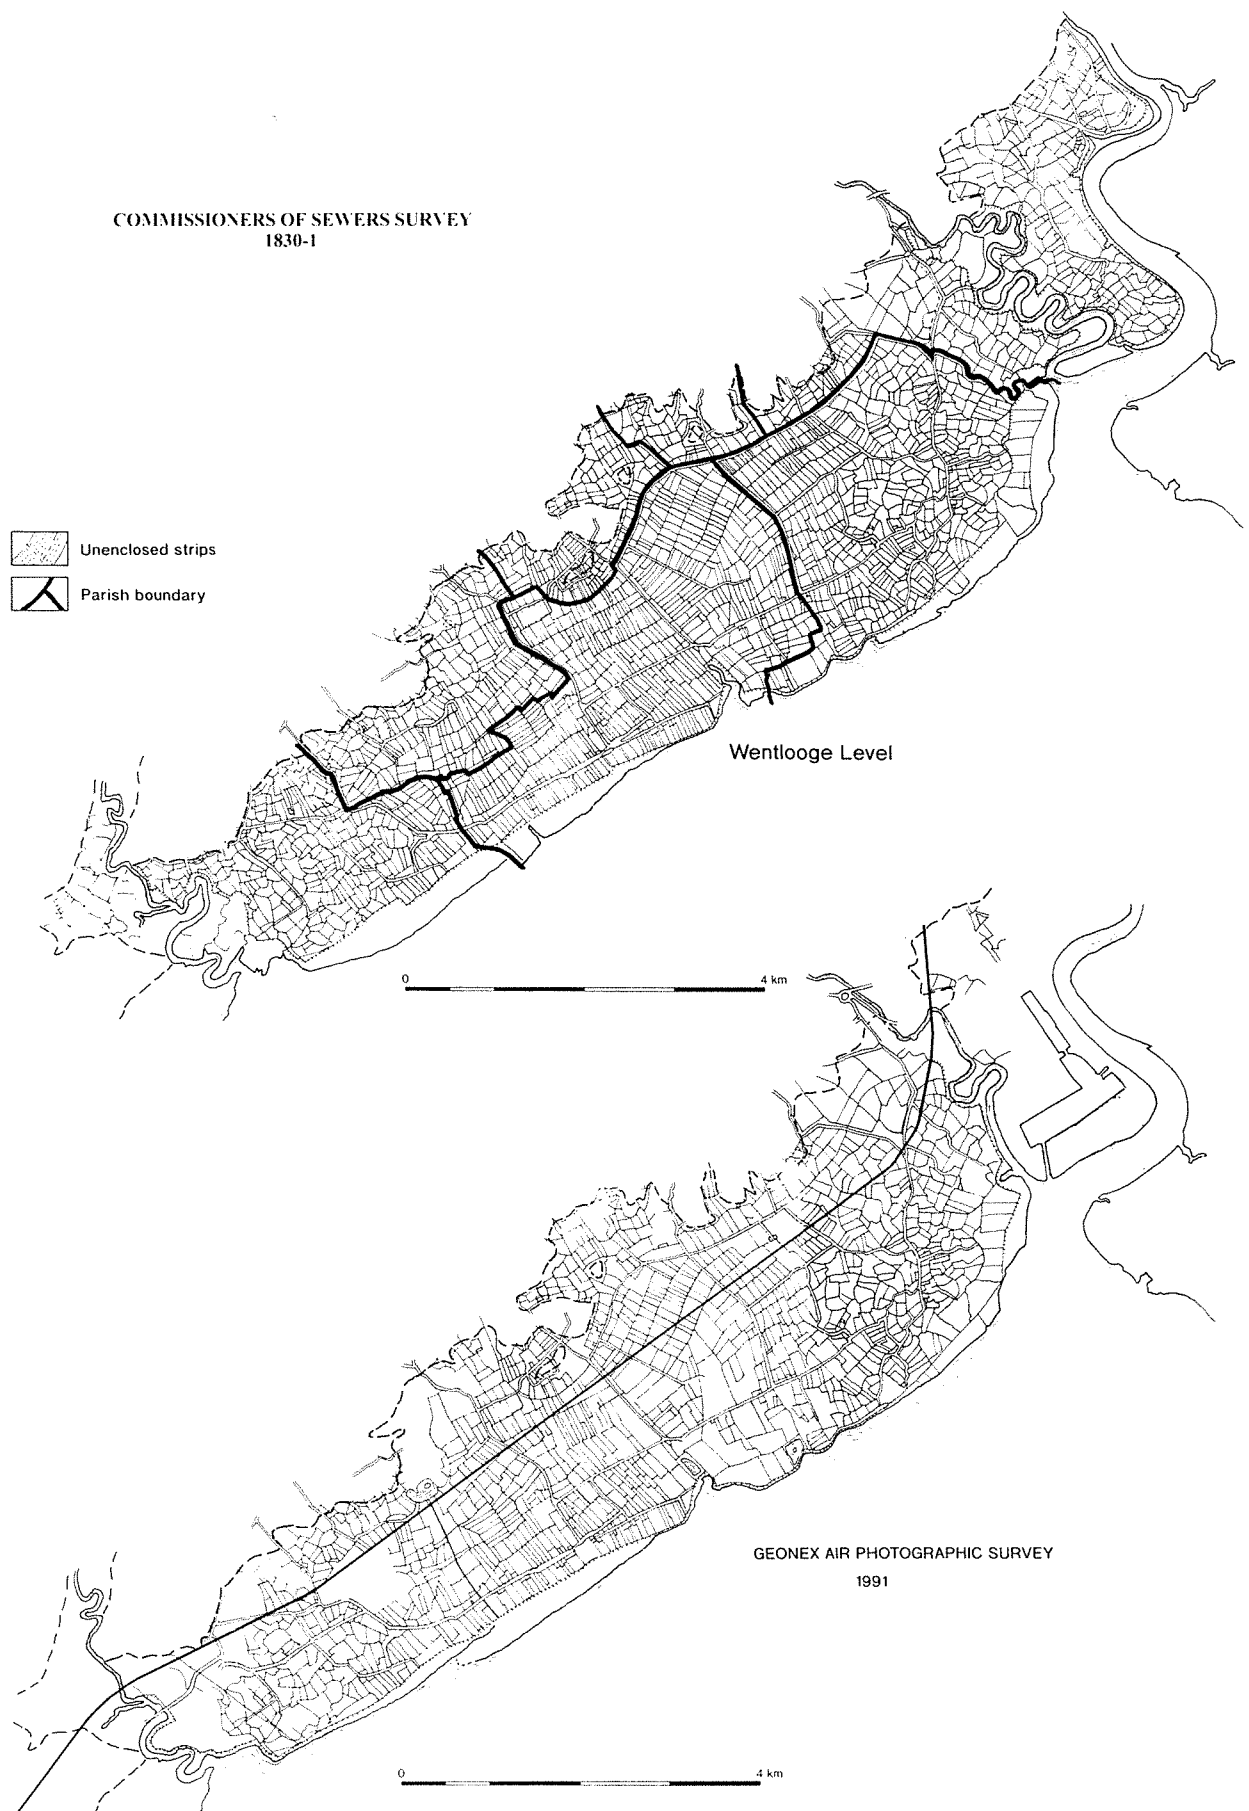 COMMISSIONERS OF SEWERS SURVEY
1830-1
Unenclosed strips
Parish boundary
Wentlooge Level
0 4 km
GEONEX AIR PHOTOGRAPHIC SURVEY
1991
0 4 km